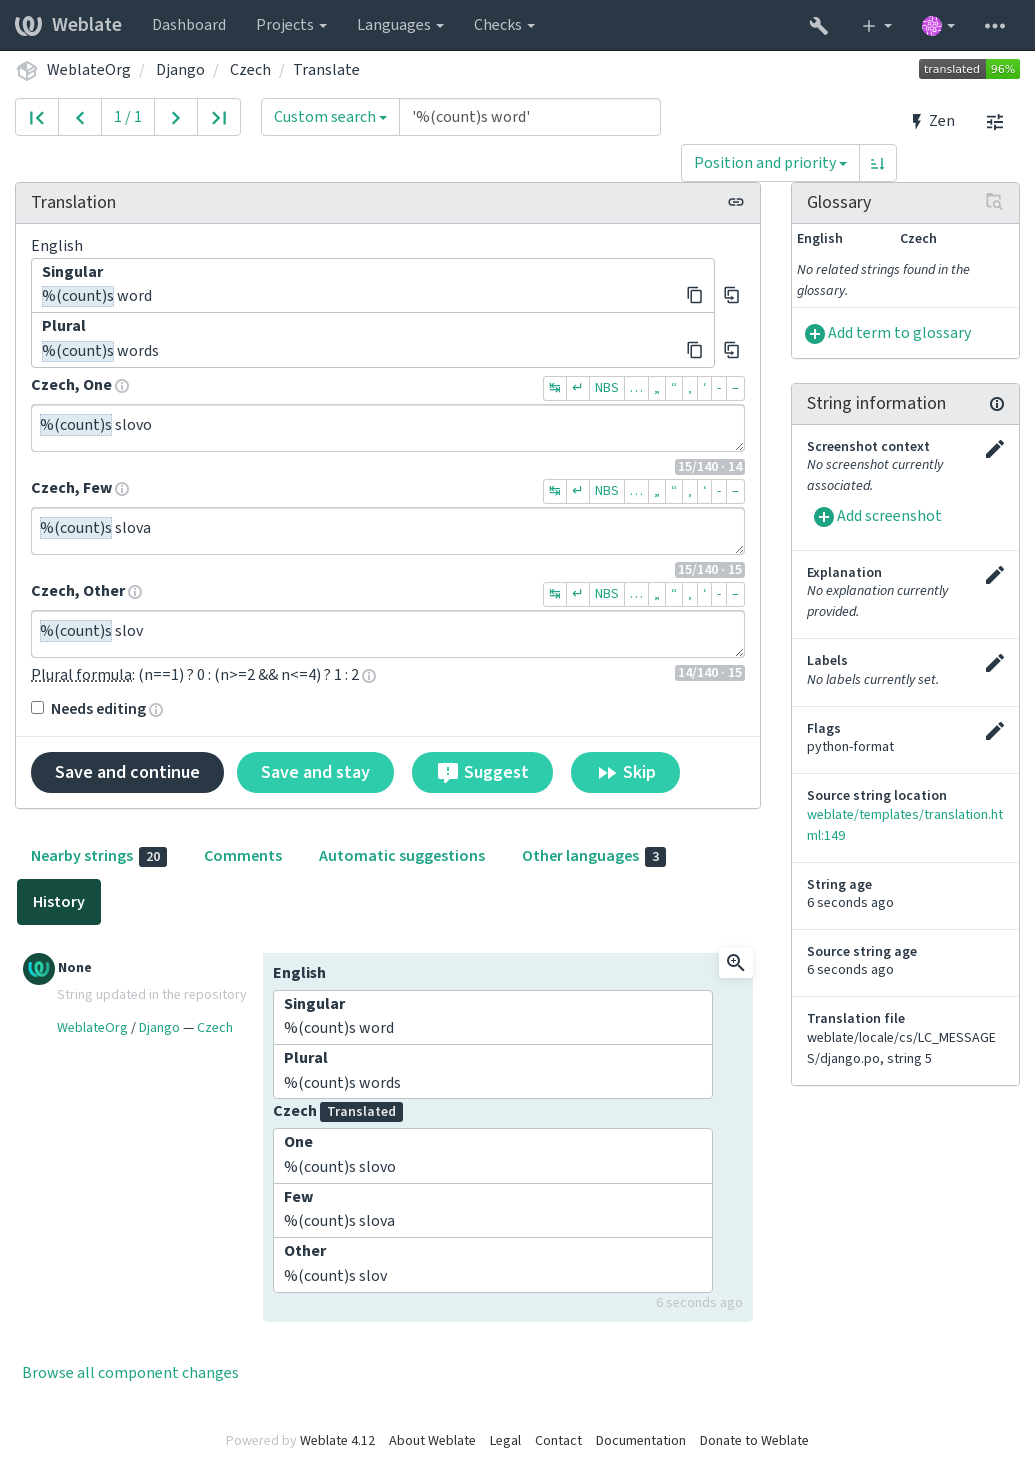 Weblate Dashboard Projects Languages Checks
WeblateOrg / Django / Czech / Translate translated 96%
1 / 1 Custom search '%(count)s word' Zen
Position and priority
Translation
English
Singular
%(count)s word
Plural
%(count)s words
Czech, One ↹ ↵ NBS … „ “ ‚ ‘ - –
%(count)s slovo
15/140 · 14
Czech, Few ↹ ↵ NBS … „ “ ‚ ‘ - –
%(count)s slova
15/140 · 15
Czech, Other ↹ ↵ NBS … „ “ ‚ ‘ - –
%(count)s slov
Plural formula: (n==1) ? 0 : (n>=2 && n<=4) ? 1 : 2 14/140 · 15
Needs editing
Save and continue Save and stay Suggest Skip
Glossary
English Czech
No related strings found in the
glossary.
Add term to glossary
String information
Screenshot context
No screenshot currently
associated.
Add screenshot
Explanation
No explanation currently
provided.
Labels
No labels currently set.
Flags
python-format
Source string location
weblate/templates/translation.ht
ml:149
String age
6 seconds ago
Source string age
6 seconds ago
Translation file
weblate/locale/cs/LC_MESSAGE
S/django.po, string 5
Nearby strings 20 Comments Automatic suggestions Other languages 3
History
None
String updated in the repository
WeblateOrg / Django — Czech
English
Singular
%(count)s word
Plural
%(count)s words
Czech Translated
One
%(count)s slovo
Few
%(count)s slova
Other
%(count)s slov
6 seconds ago
Browse all component changes
Powered by Weblate 4.12 About Weblate Legal Contact Documentation Donate to Weblate